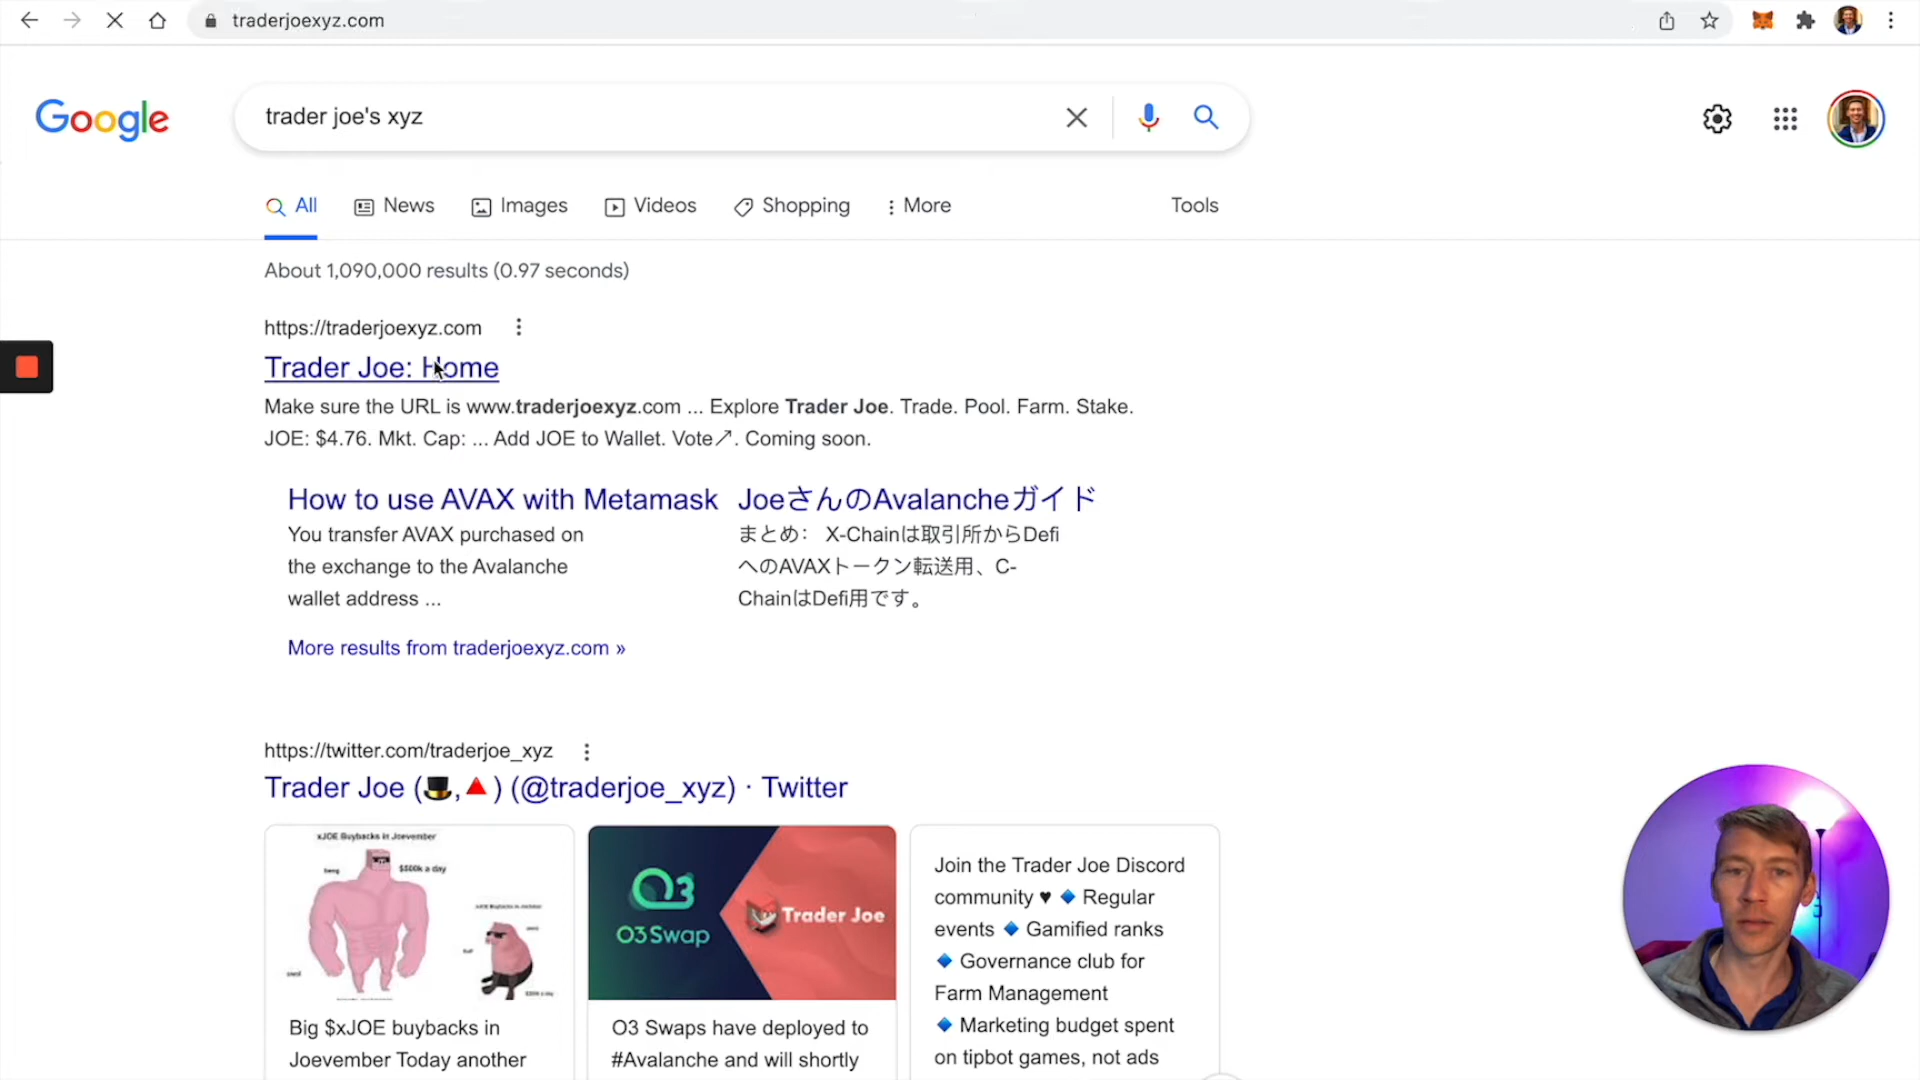 traderjoexyz.com
Google
trader joe's xyz
All
News
Images
Videos
Shopping
More
Tools
About 1,090,000 results (0.97 seconds)
https://traderjoexyz.com
Trader Joe: Home
Make sure the URL is www.traderjoexyz.com ... Explore Trader Joe. Trade. Pool. Farm. Stake.
JOE: $4.76. Mkt. Cap: ... Add JOE to Wallet. Vote↗. Coming soon.
How to use AVAX with Metamask
You transfer AVAX purchased on
the exchange to the Avalanche
wallet address ...
JoeさんのAvalancheガイド
まとめ： X-Chainは取引所からDefi
へのAVAXトークン転送用、C-
ChainはDefi用です。
More results from traderjoexyz.com »
https://twitter.com/traderjoe_xyz
Trader Joe (🎩,🔺) (@traderjoe_xyz) · Twitter
xJOE Buybacks in Joevember
$500k a day
Big $xJOE buybacks in
Joevember Today another
O3
O3Swap
Trader Joe
O3 Swaps have deployed to
#Avalanche and will shortly
Join the Trader Joe Discord
community ♥ 🔹 Regular
events 🔹 Gamified ranks
🔹 Governance club for
Farm Management
🔹 Marketing budget spent
on tipbot games, not ads